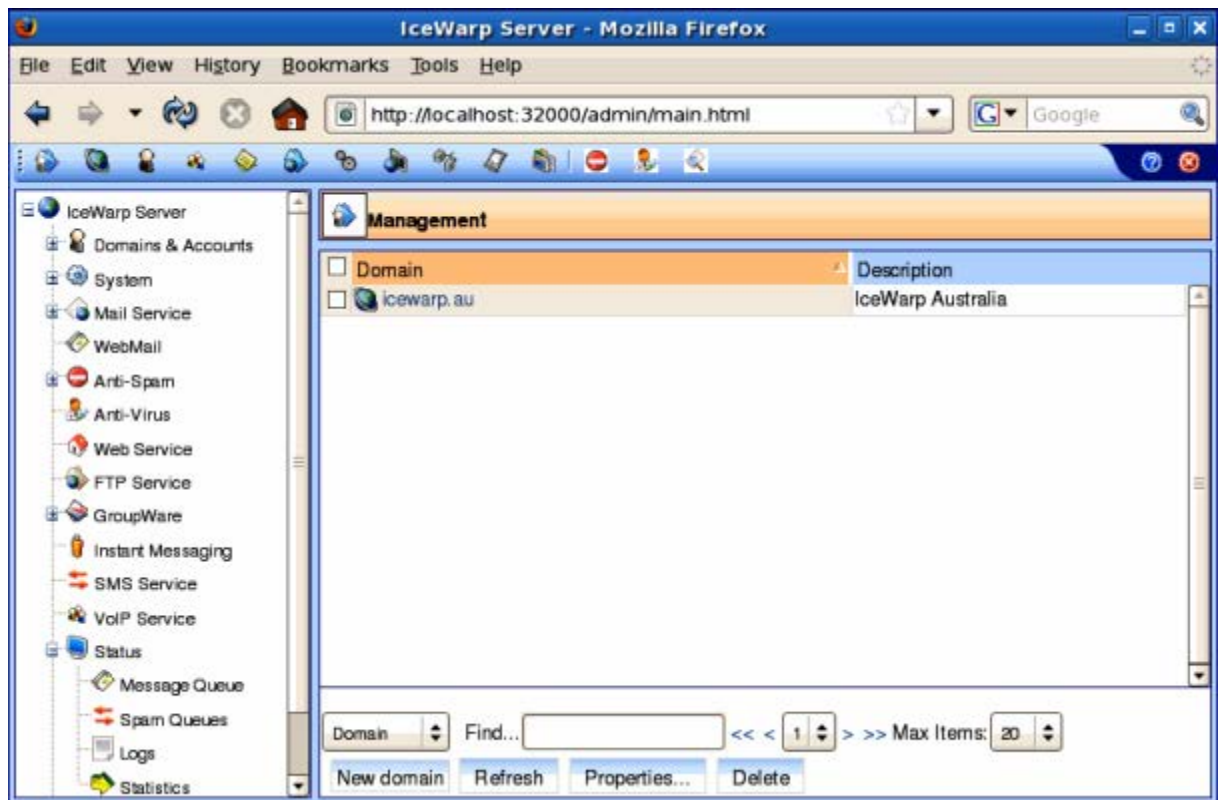 IceWarp Server - Mozilla Firefox
File Edit View History Bookmarks Tools Help
http://localhost:32000/admin/main.html
G Google
IceWarp Server
Domains & Accounts
System
Mail Service
WebMail
Anti-Spam
Anti-Virus
Web Service
FTP Service
GroupWare
Instant Messaging
SMS Service
VoIP Service
Status
Message Queue
Spam Queues
Logs
Statistics
Management
Domain Description
icewarp.au IceWarp Australia
Domain Find... << < 1 > >> Max Items: 20
New domain Refresh Properties... Delete